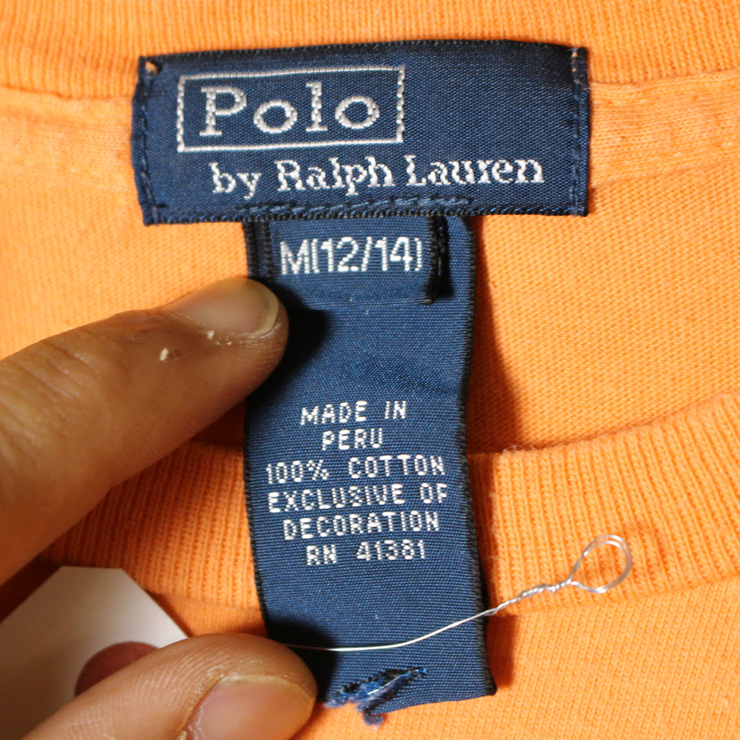 Polo
by Ralph Lauren
M(12/14)
MADE IN
PERU
100% COTTON
EXCLUSIVE OF
DECORATION
RN 41381